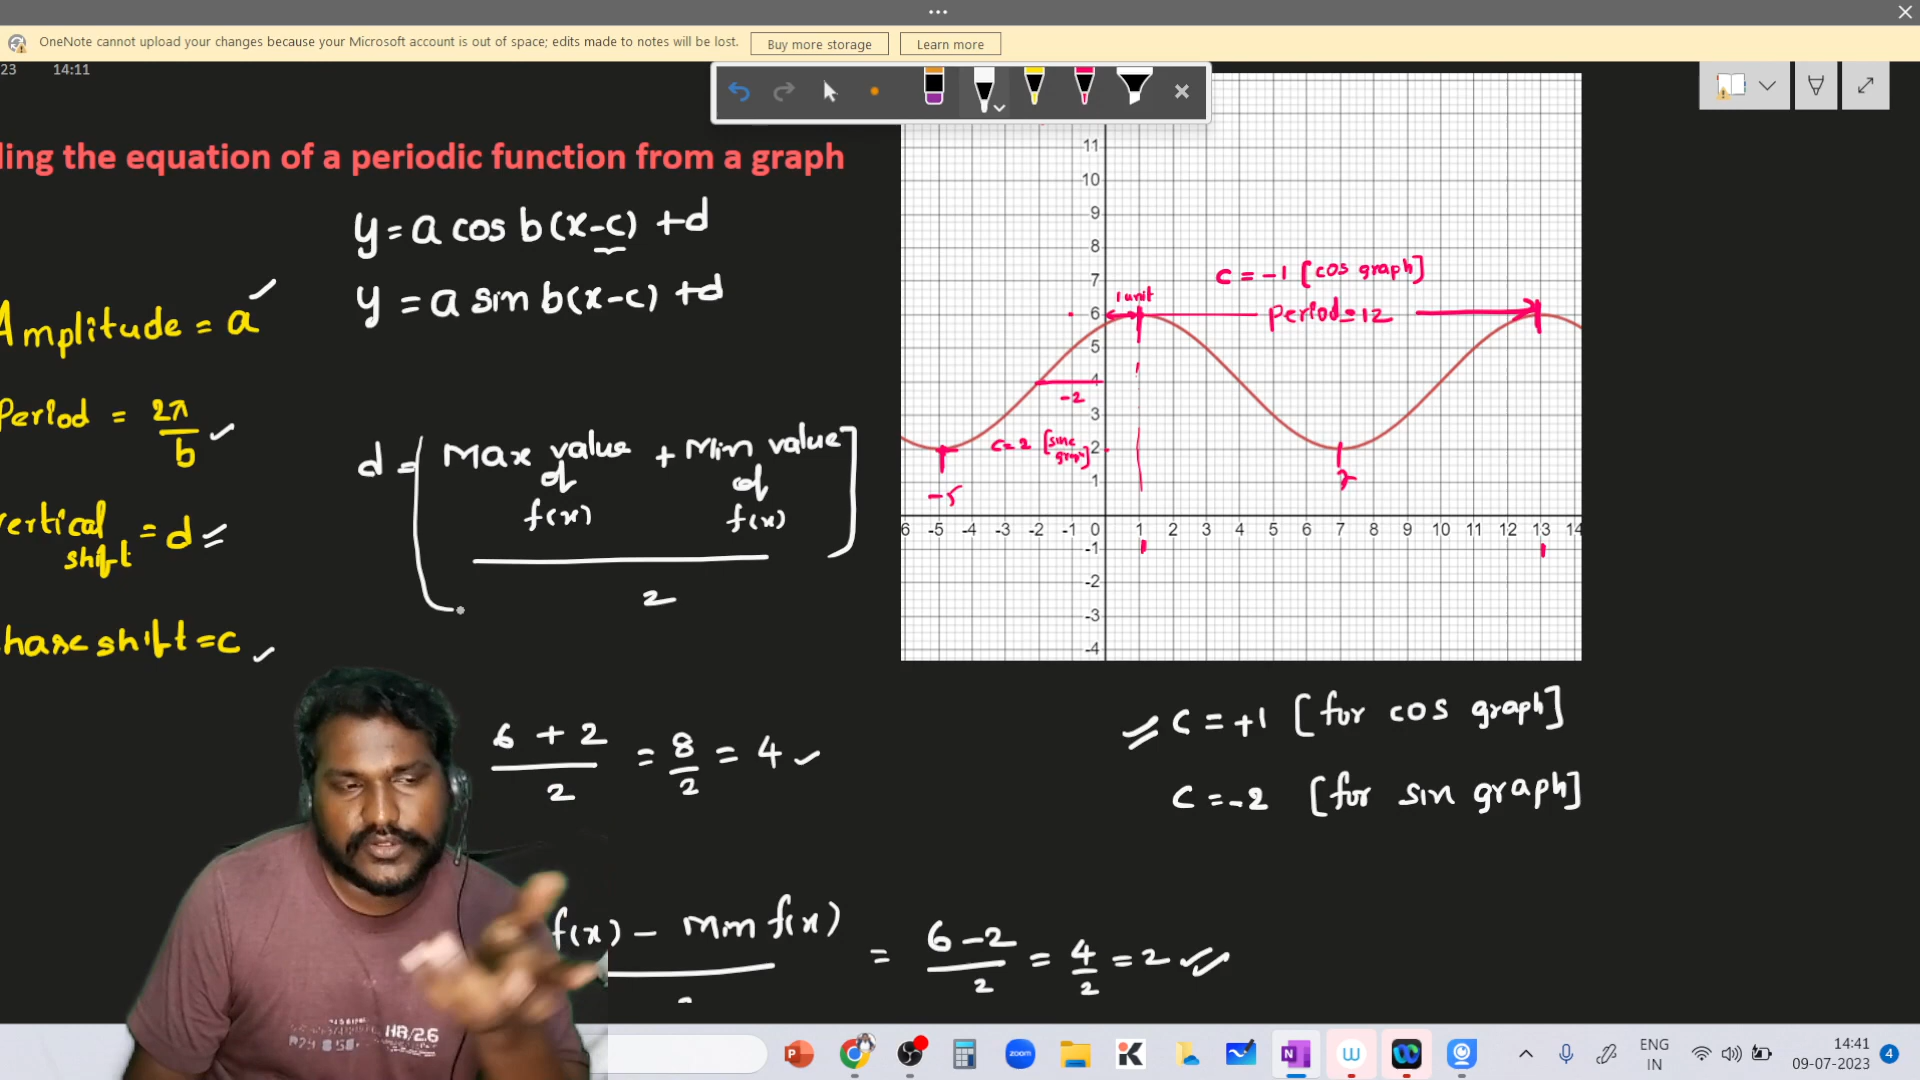 OneNote cannot upload your changes because your Microsoft account is out of space; edits made to notes will be lost. Buy more storage Learn more
23 14:11
ding the equation of a periodic function from a graph
y = a cos b(x-c) +d
y = a sin b(x-c) +d
Amplitude = a
Period = 2π/b
ertical shift = d
hase shift = c
d = [Max value of f(x) + Min value of f(x)]
2
6 + 2 / 2 = 8/2 = 4
f(x) - Min f(x) = 6-2 / 2 = 4/2 = 2
11
10
9
8
7
6
5
4
3
2
1
6 -5 -4 -3 -2 -1 0 1 2 3 4 5 6 7 8 9 10 11 12 13 14
-1
-2
-3
-4
c = -1 [cos graph]
1 unit
Period = 12
-2
c = 2 [sine graph]
-5
7
c = +1 [for cos graph]
c = -2 [for sin graph]
HB/2.6
zoom
ENG
IN
14:41
09-07-2023
4